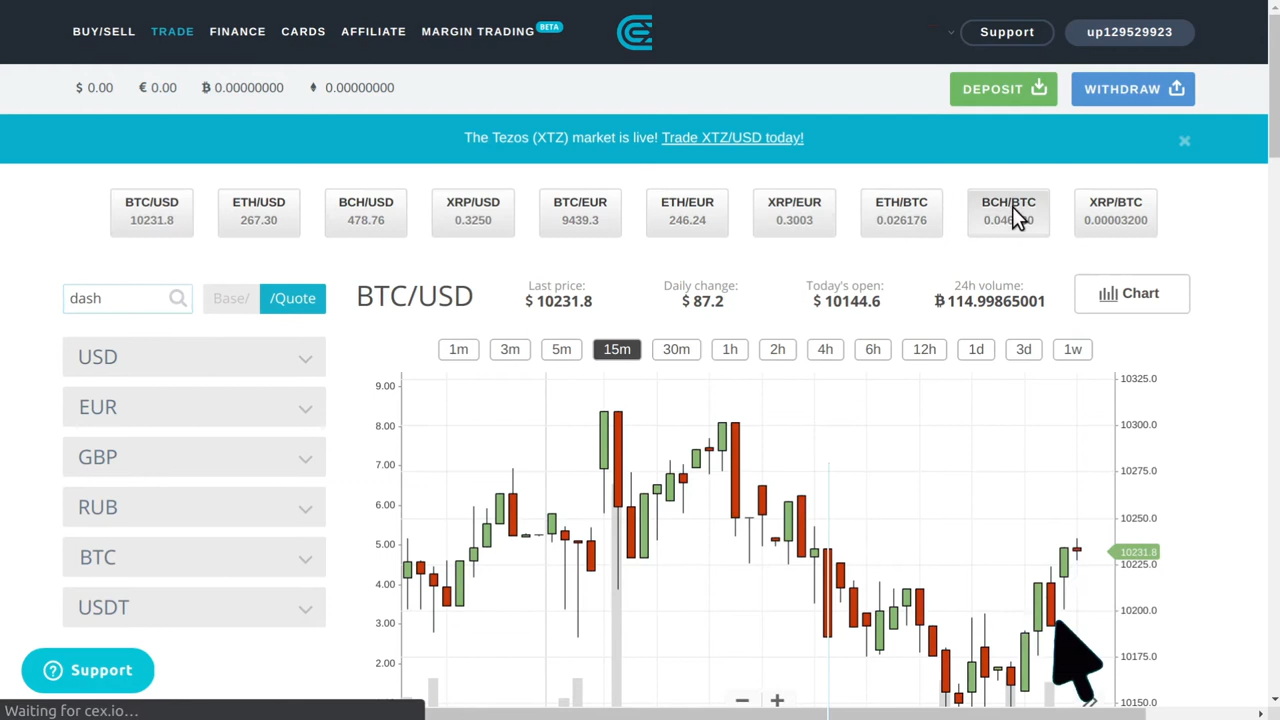 BUY/SELL TRADE FINANCE CARDS AFFILIATE MARGIN TRADING BETA Support up129529923
$ 0.00 € 0.00 ₿ 0.00000000 0.00000000 DEPOSIT WITHDRAW
The Tezos (XTZ) market is live! Trade XTZ/USD today! ×
BTC/USD ETH/USD BCH/USD XRP/USD BTC/EUR ETH/EUR XRP/EUR ETH/BTC BCH/BTC XRP/BTC
10231.8 267.30 478.76 0.3250 9439.3 246.24 0.3003 0.026176 0.00003200
dash Base/ /Quote BTC/USD Last price: Daily change: Today's open: 24h volume: Chart
$ 10231.8 $ 87.2 $ 10144.6 ₿ 114.99865001
1m 3m 5m 15m 30m 1h 2h 4h 6h 12h 1d 3d 1w
USD
EUR
GBP
RUB
BTC
USDT
9.00 10325.0
8.00 10300.0
7.00 10275.0
6.00 10250.0
5.00 10231.8
4.00 10225.0
3.00 10200.0
2.00 10175.0
10150.0
− +
? Support
Waiting for cex.io…